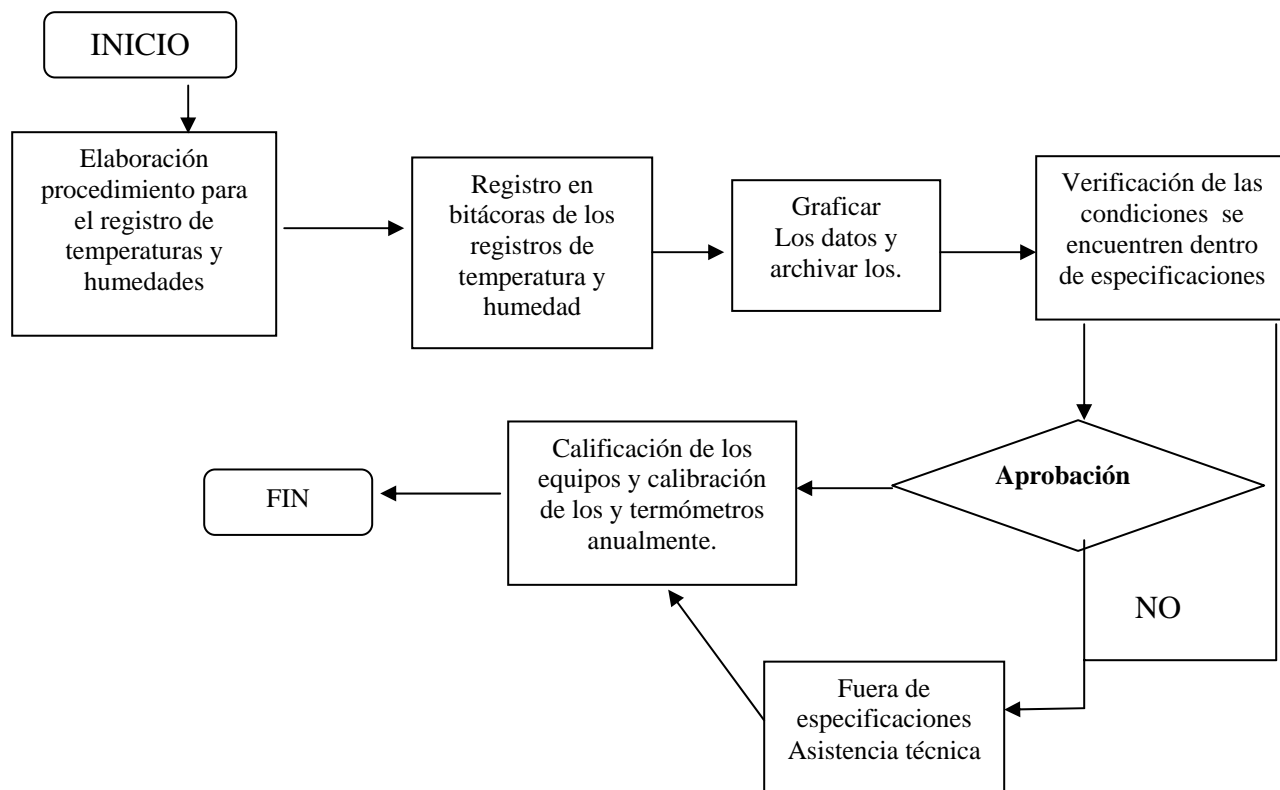 INICIO
Elaboración
procedimiento para
el registro de
temperaturas y
humedades
Registro en
bitácoras de los
registros de
temperatura y
humedad
Graficar
Los datos y
archivar los.
Verificación de las
condiciones se
encuentren dentro
de especificaciones
Aprobación
Calificación de los
equipos y calibración
de los y termómetros
anualmente.
FIN
NO
Fuera de
especificaciones
Asistencia técnica